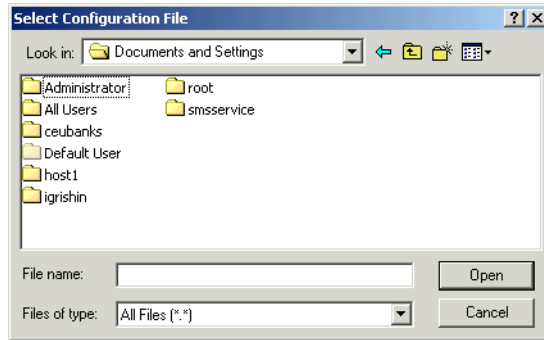 Select Configuration File
Look in: Documents and Settings
Administrator root
All Users smsservice
ceubanks
Default User
host1
igrishin
File name: Open
Files of type: All Files (*.*) Cancel